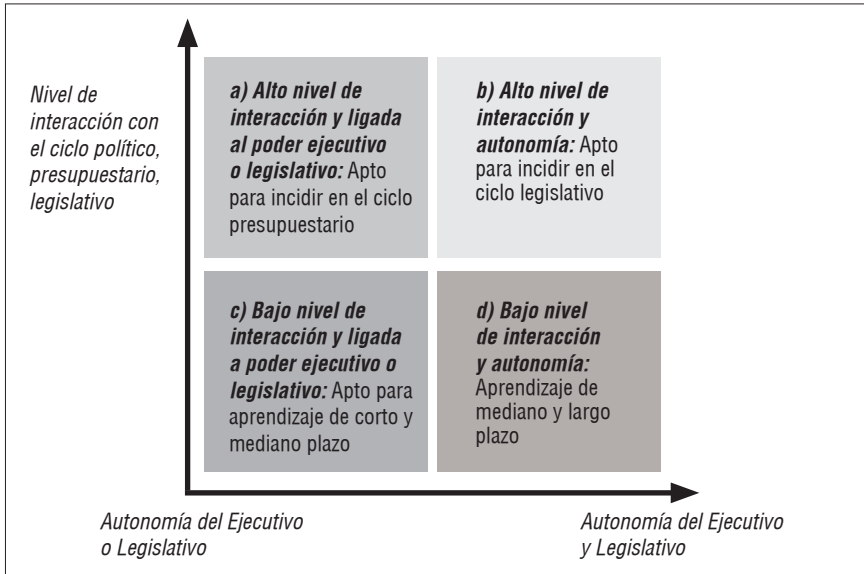 Nivel de
interacción con
el ciclo político,
presupuestario,
legislativo
a) Alto nivel de
interacción y ligada
al poder ejecutivo
o legislativo: Apto
para incidir en el ciclo
presupuestario
b) Alto nivel de
interacción y
autonomía: Apto
para incidir en el
ciclo legislativo
c) Bajo nivel de
interacción y ligada
a poder ejecutivo o
legislativo: Apto para
aprendizaje de corto y
mediano plazo
d) Bajo nivel
de interacción
y autonomía:
Aprendizaje de
mediano y largo
plazo
Autonomía del Ejecutivo
o Legislativo
Autonomía del Ejecutivo
y Legislativo